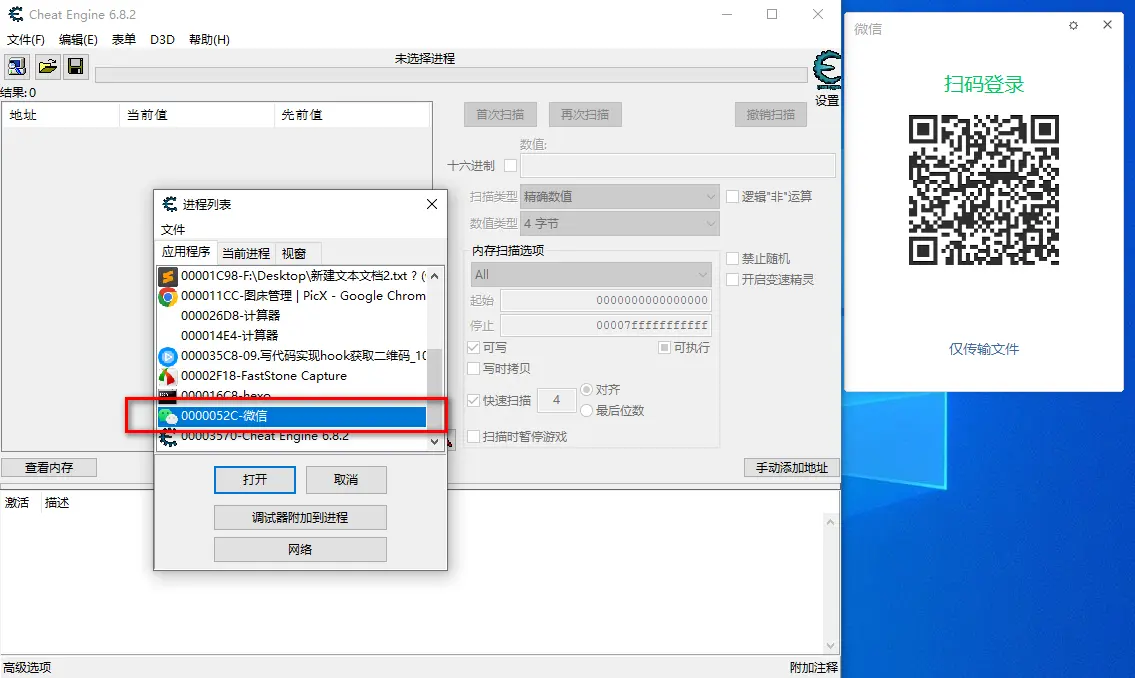 Cheat Engine 6.8.2
文件(F) 编辑(E) 表单 D3D 帮助(H)
未选择进程
设置
结果: 0
地址 当前值 先前值
首次扫描 再次扫描 撤销扫描
数值:
十六进制
扫描类型 精确数值
逻辑"非"运算
数值类型 4 字节
内存扫描选项
All
禁止随机
开启变速精灵
起始 0000000000000000
停止 00007fffffffffff
可写 可执行
写时拷贝
快速扫描 4 对齐
最后位数
扫描时暂停游戏
查看内存
手动添加地址
激活 描述
高级选项
附加注释
进程列表
文件
应用程序 当前进程 视窗
00001C98-F:\Desktop\新建文本文档2.txt ? (
000011CC-图床管理 | PicX - Google Chrom
000026D8-计算器
000014E4-计算器
000035C8-09.写代码实现hook获取二维码_10
00002F18-FastStone Capture
000016C8-hexo
0000052C-微信
00003570-Cheat Engine 6.8.2
打开 取消
调试器附加到进程
网络
微信
扫码登录
仅传输文件